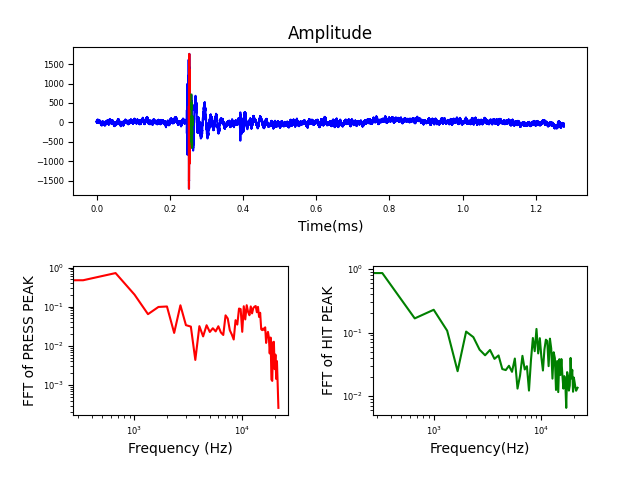 Amplitude
1500
1000
500
0
−500
−1000
−1500
0.0 0.2 0.4 0.6 0.8 1.0 1.2
Time(ms)
FFT of PRESS PEAK
10⁰
10⁻¹
10⁻²
10⁻³
10³ 10⁴
Frequency (Hz)
FFT of HIT PEAK
10⁰
10⁻¹
10⁻²
10³ 10⁴
Frequency(Hz)